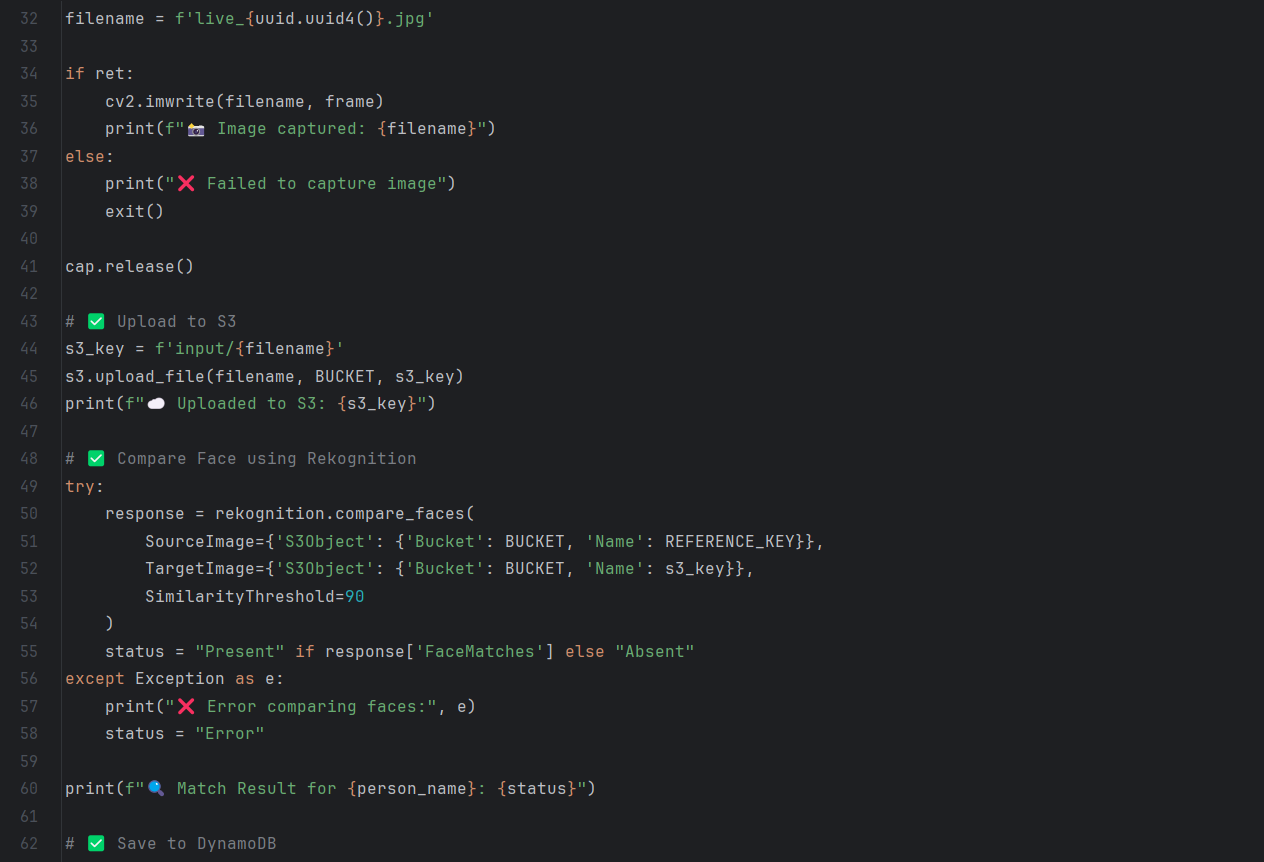 32 filename = f'live_{uuid.uuid4()}.jpg'
33
34 if ret:
35     cv2.imwrite(filename, frame)
36     print(f"📸 Image captured: {filename}")
37 else:
38     print("❌ Failed to capture image")
39     exit()
40
41 cap.release()
42
43 # ✅ Upload to S3
44 s3_key = f'input/{filename}'
45 s3.upload_file(filename, BUCKET, s3_key)
46 print(f"☁️ Uploaded to S3: {s3_key}")
47
48 # ✅ Compare Face using Rekognition
49 try:
50     response = rekognition.compare_faces(
51         SourceImage={'S3Object': {'Bucket': BUCKET, 'Name': REFERENCE_KEY}},
52         TargetImage={'S3Object': {'Bucket': BUCKET, 'Name': s3_key}},
53         SimilarityThreshold=90
54     )
55     status = "Present" if response['FaceMatches'] else "Absent"
56 except Exception as e:
57     print("❌ Error comparing faces:", e)
58     status = "Error"
59
60 print(f"🔍 Match Result for {person_name}: {status}")
61
62 # ✅ Save to DynamoDB